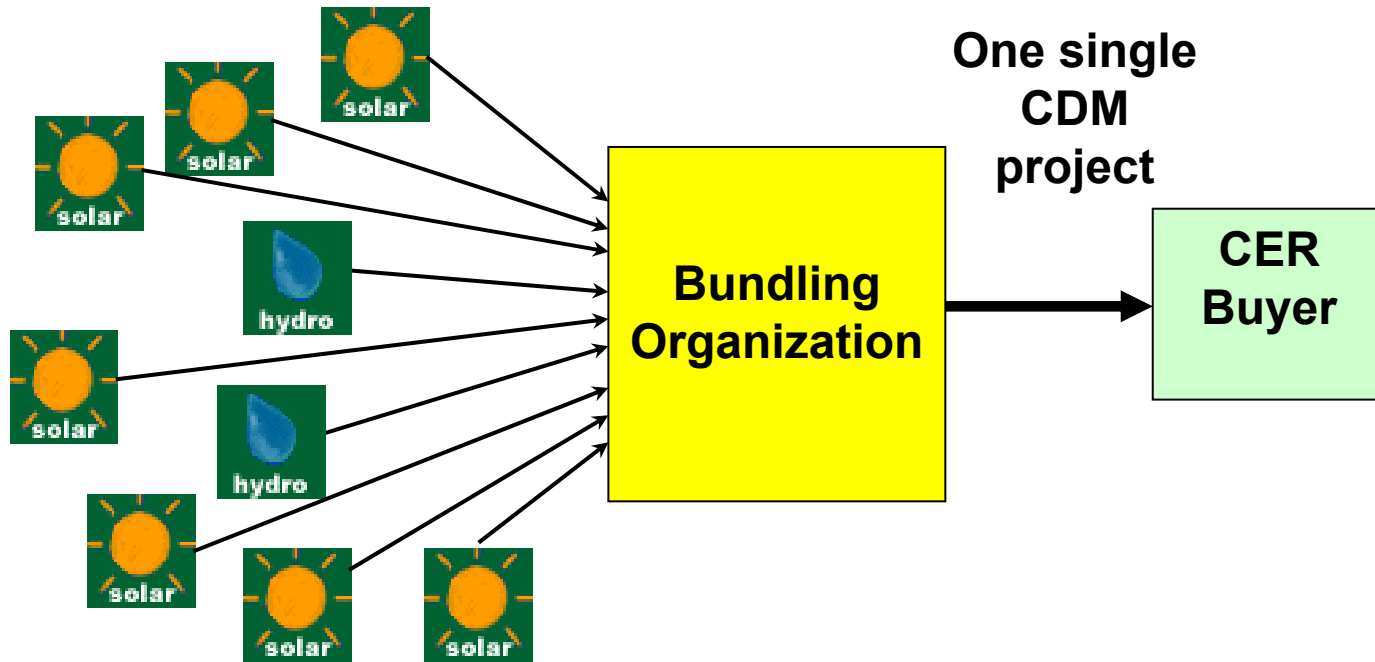 solar
solar
solar
hydro
solar
hydro
solar
solar
solar
Bundling
Organization
One single
CDM
project
CER
Buyer